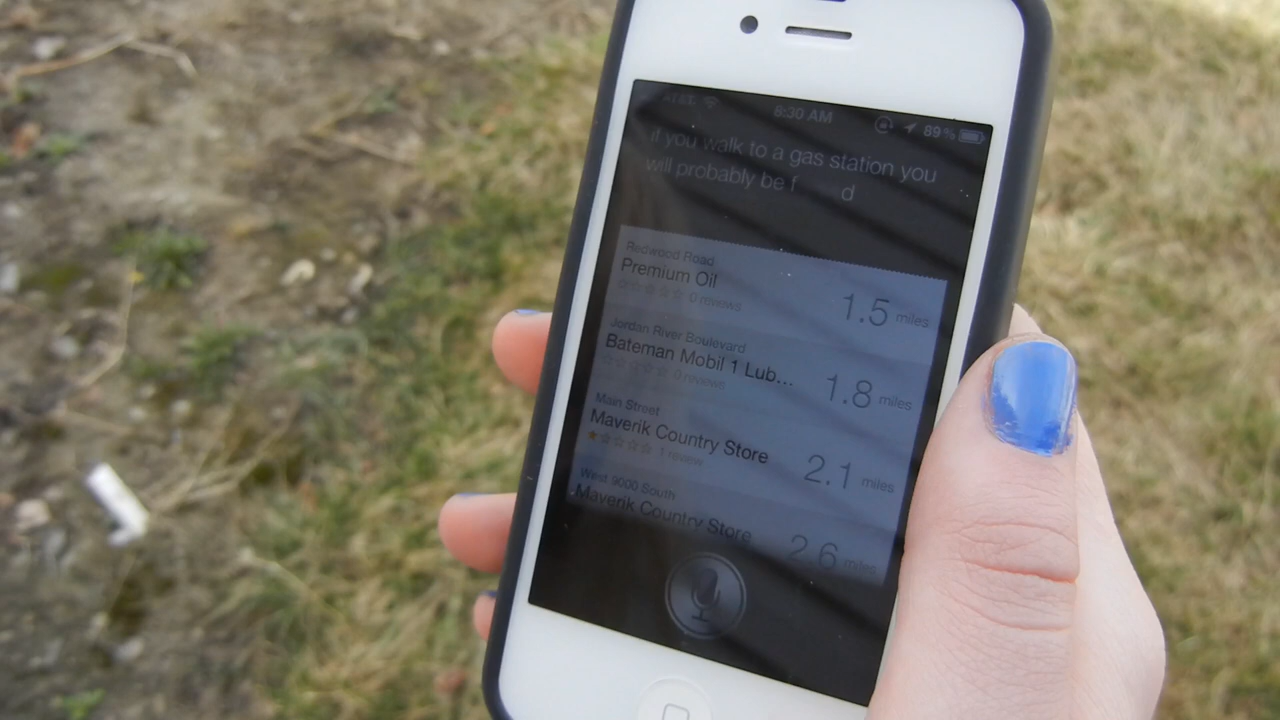 AT&T 8:30 AM 89%
if you walk to a gas station you
will probably be f d
Redwood Road
Premium Oil
0 reviews
1.5 miles
Jordan River Boulevard
Bateman Mobil 1 Lub...
0 reviews
1.8 miles
Main Street
Maverik Country Store
1 review
2.1 miles
West 9000 South
Maverik Country Store
2.6 miles